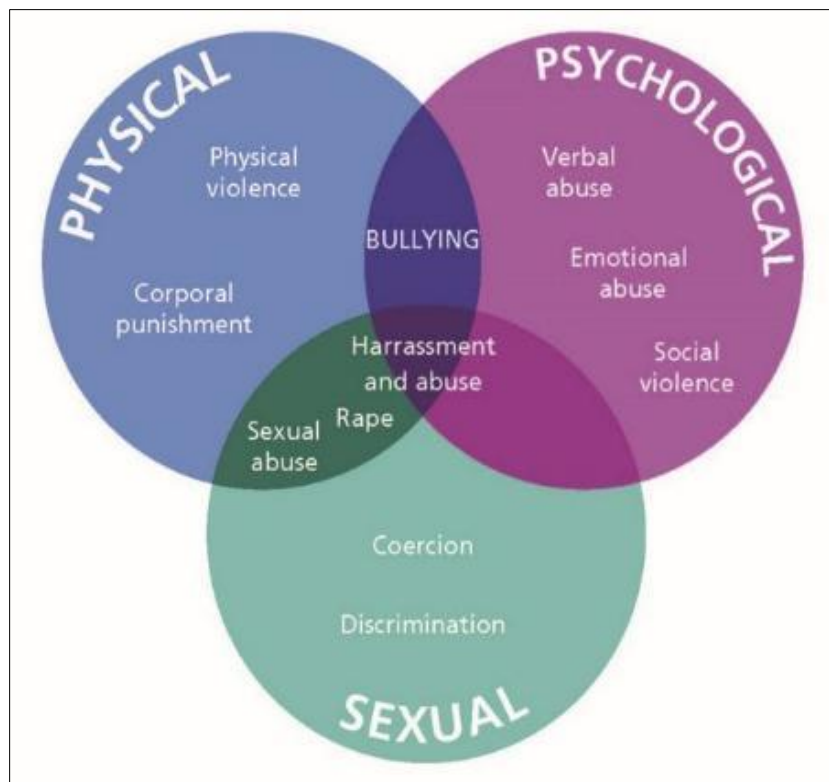 PHYSICAL
PSYCHOLOGICAL
Physical
violence
Verbal
abuse
BULLYING
Emotional
abuse
Corporal
punishment
Harrassment
and abuse
Social
violence
Rape
Sexual
abuse
Coercion
Discrimination
SEXUAL